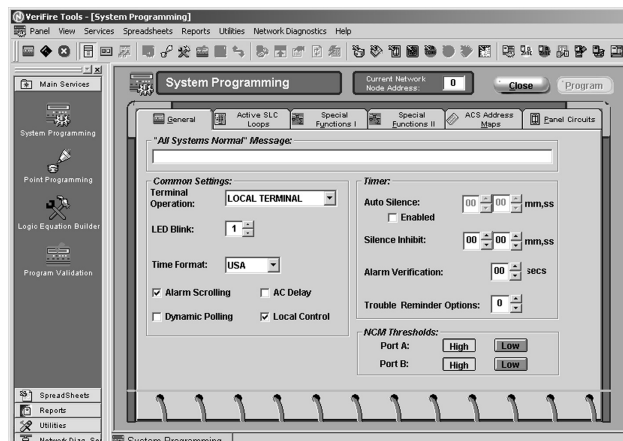 VeriFire Tools - [System Programming]
Panel View Services Spreadsheets Reports Utilities Network Diagnostics Help
Main Services
System Programming
Point Programming
Logic Equation Builder
Program Validation
SpreadSheets
Reports
Utilities
Network Diag. Se
System Programming
Current Network
Node Address: 0
Close
Program
General
Active SLC
Loops
Special
Functions I
Special
Functions II
ACS Address
Maps
Panel Circuits
"All Systems Normal" Message:
Common Settings:
Terminal
Operation: LOCAL TERMINAL
LED Blink: 1
Time Format: USA
Alarm Scrolling AC Delay
Dynamic Polling Local Control
Timer:
Auto Silence: 00 00 mm,ss
Enabled
Silence Inhibit: 00 00 mm,ss
Alarm Verification: 00 secs
Trouble Reminder Options: 0
NCM Thresholds:
Port A: High Low
Port B: High Low
System Programming